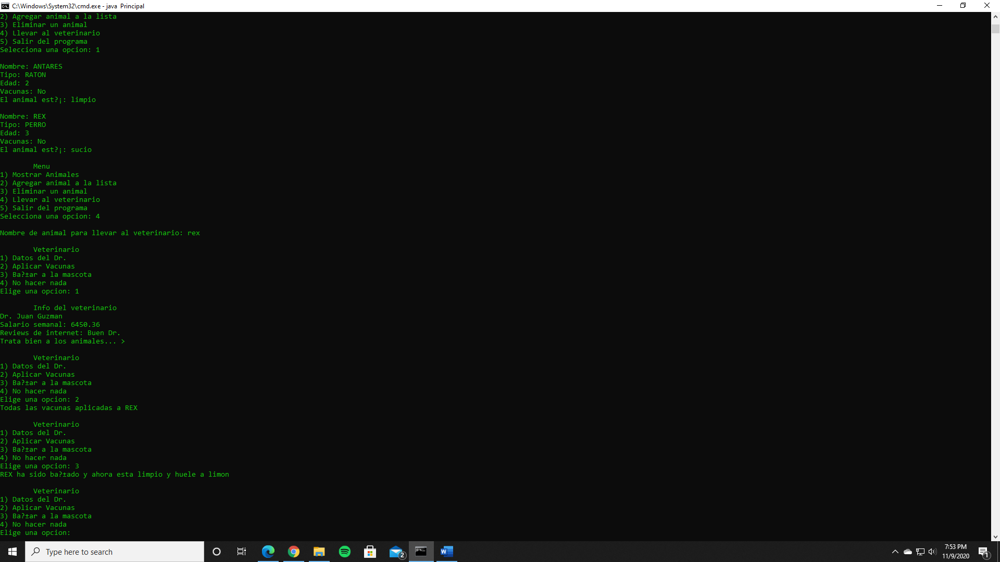 C:\Windows\System32\cmd.exe - java  Principal
2) Agregar animal a la lista
3) Eliminar un animal
4) Llevar al veterinario
5) Salir del programa
Selecciona una opcion: 1
Nombre: ANTARES
Tipo: RATON
Edad: 2
Vacunas: No
El animal est?¡: limpio
Nombre: REX
Tipo: PERRO
Edad: 3
Vacunas: No
El animal est?¡: sucio
Menu
1) Mostrar Animales
2) Agregar animal a la lista
3) Eliminar un animal
4) Llevar al veterinario
5) Salir del programa
Selecciona una opcion: 4
Nombre de animal para llevar al veterinario: rex
Veterinario
1) Datos del Dr.
2) Aplicar Vacunas
3) Ba?±ar a la mascota
4) No hacer nada
Elige una opcion: 1
Info del veterinario
Dr. Juan Guzman
Salario semanal: 6450.36
Reviews de internet: Buen Dr.
Trata bien a los animales... >
Veterinario
1) Datos del Dr.
2) Aplicar Vacunas
3) Ba?±ar a la mascota
4) No hacer nada
Elige una opcion: 2
Todas las vacunas aplicadas a REX
Veterinario
1) Datos del Dr.
2) Aplicar Vacunas
3) Ba?±ar a la mascota
4) No hacer nada
Elige una opcion: 3
REX ha sido ba?±ado y ahora esta limpio y huele a limon
Veterinario
1) Datos del Dr.
2) Aplicar Vacunas
3) Ba?±ar a la mascota
4) No hacer nada
Elige una opcion:
Type here to search
2
W
7:53 PM
11/9/2020
1